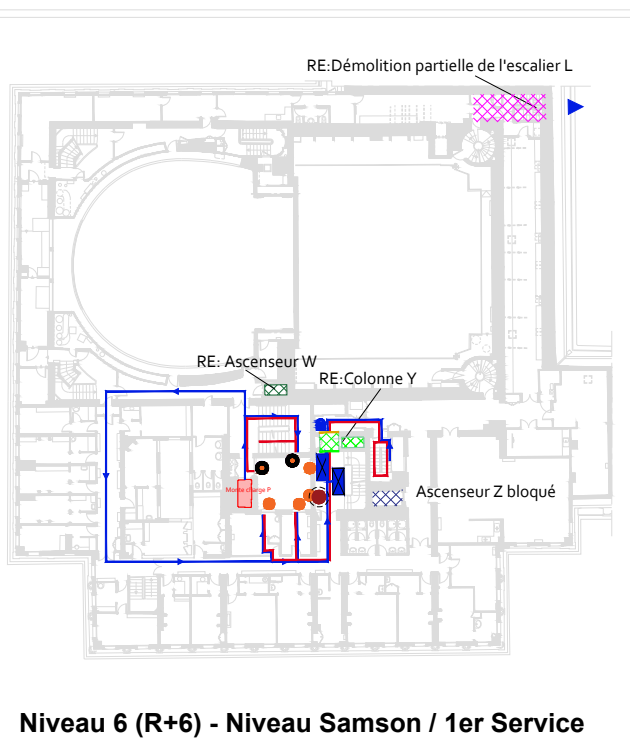 RE:Démolition partielle de l'escalier L
RE: Ascenseur W
RE:Colonne Y
Monte charge P
Ascenseur Z bloqué
Niveau 6 (R+6) - Niveau Samson / 1er Service